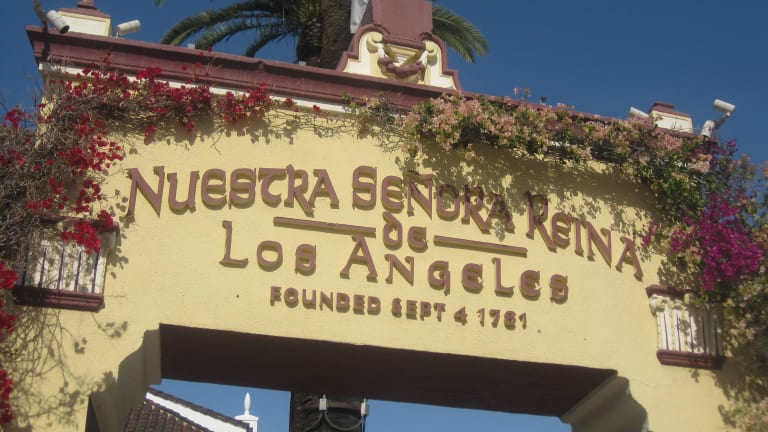 Nuestra Señora Reina
de
Los Angeles
Founded Sept 4 1781